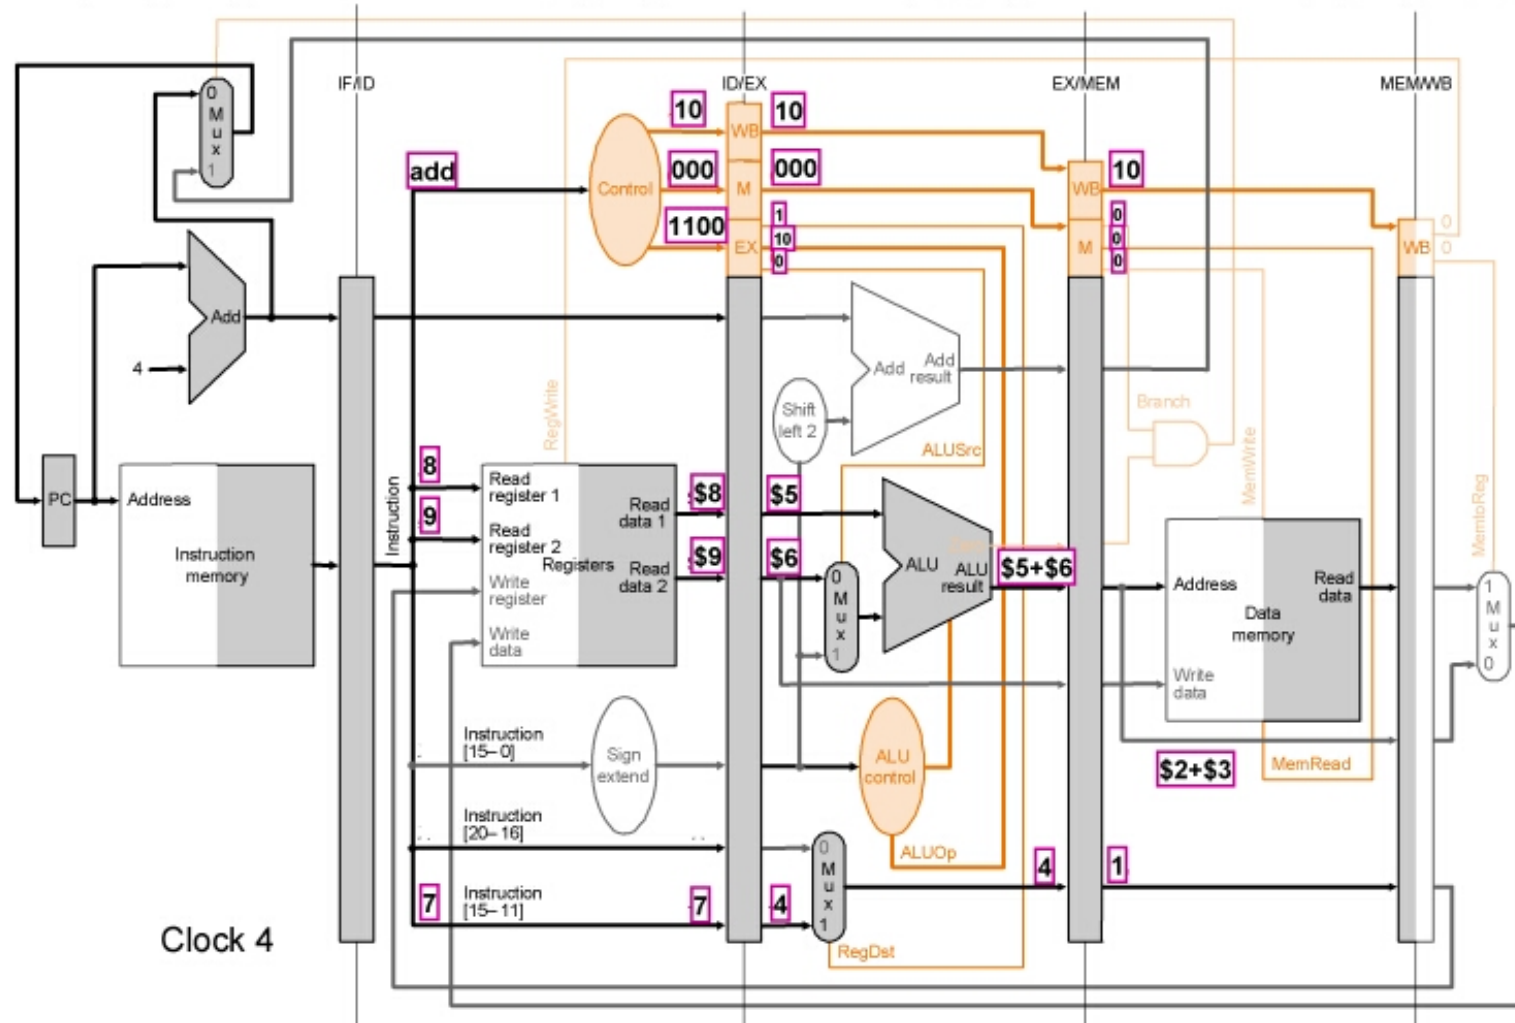 IF/ID
ID/EX
EX/MEM
MEM/WB
0
M
u
x
1
add
Control
10
000
1100
WB
M
EX
10
000
1
10
0
WB
M
10
0
0
0
WB
0
0
Add
4
PC
Address
Instruction
memory
Instruction
8
9
RegWrite
Read
register 1
Read
register 2
Write
register
Write
data
Registers
Read
data 1
Read
data 2
$8
$9
$5
$6
Shift
left 2
Add
Add
result
ALUSrc
0
M
u
x
1
ALU
ALU
result
$5+$6
Branch
MemWrite
Address
Write
data
Data
memory
Read
data
MemRead
$2+$3
MemtoReg
1
M
u
x
0
Instruction
[15–0]
Sign
extend
ALU
control
ALUOp
Instruction
[20–16]
Instruction
[15–11]
7
7
4
0
M
u
x
1
RegDst
4
1
Clock 4